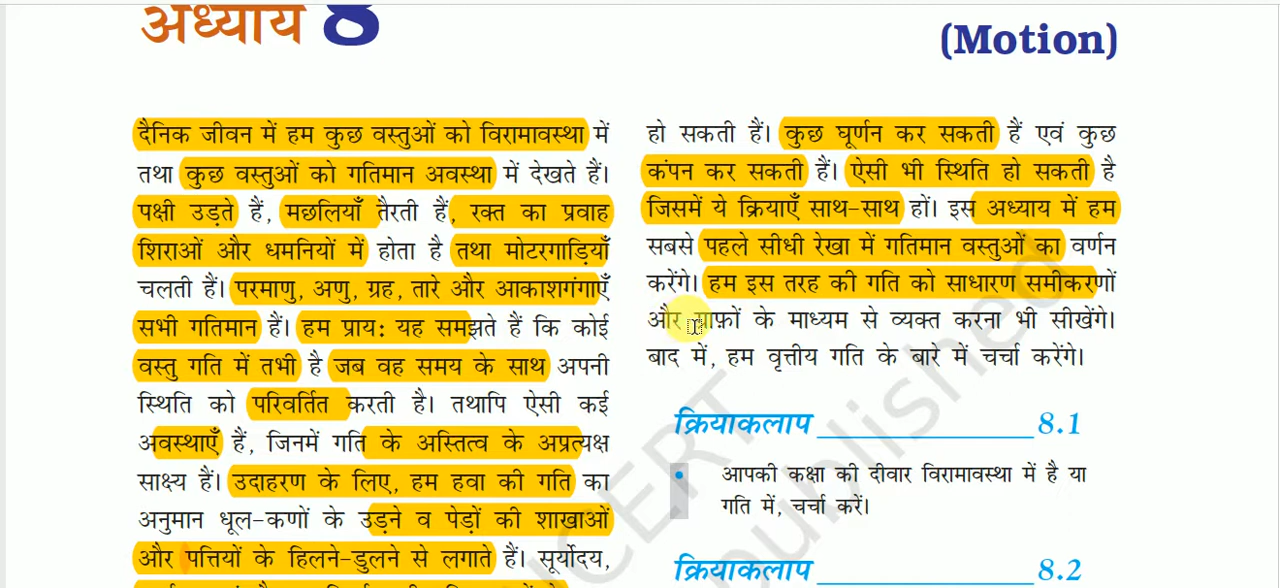 अध्याय 8
(Motion)
दैनिक जीवन में हम कुछ वस्तुओं को विरामावस्था में
तथा कुछ वस्तुओं को गतिमान अवस्था में देखते हैं।
पक्षी उड़ते हैं, मछलियाँ तैरती हैं, रक्त का प्रवाह
शिराओं और धमनियों में होता है तथा मोटरगाड़ियाँ
चलती हैं। परमाणु, अणु, ग्रह, तारे और आकाशगंगाएँ
सभी गतिमान हैं। हम प्राय: यह समझते हैं कि कोई
वस्तु गति में तभी है जब वह समय के साथ अपनी
स्थिति को परिवर्तित करती है। तथापि ऐसी कई
अवस्थाएँ हैं, जिनमें गति के अस्तित्व के अप्रत्यक्ष
साक्ष्य हैं। उदाहरण के लिए, हम हवा की गति का
अनुमान धूल-कणों के उड़ने व पेड़ों की शाखाओं
और पत्तियों के हिलने-डुलने से लगाते हैं। सूर्योदय,
हो सकती हैं। कुछ घूर्णन कर सकती हैं एवं कुछ
कंपन कर सकती हैं। ऐसी भी स्थिति हो सकती है
जिसमें ये क्रियाएँ साथ-साथ हों। इस अध्याय में हम
सबसे पहले सीधी रेखा में गतिमान वस्तुओं का वर्णन
करेंगे। हम इस तरह की गति को साधारण समीकरणों
और ग्राफ़ों के माध्यम से व्यक्त करना भी सीखेंगे।
बाद में, हम वृत्तीय गति के बारे में चर्चा करेंगे।
क्रियाकलाप ____________ 8.1
• आपकी कक्षा की दीवार विरामावस्था में है या
गति में, चर्चा करें।
क्रियाकलाप ____________ 8.2
NCERT
published